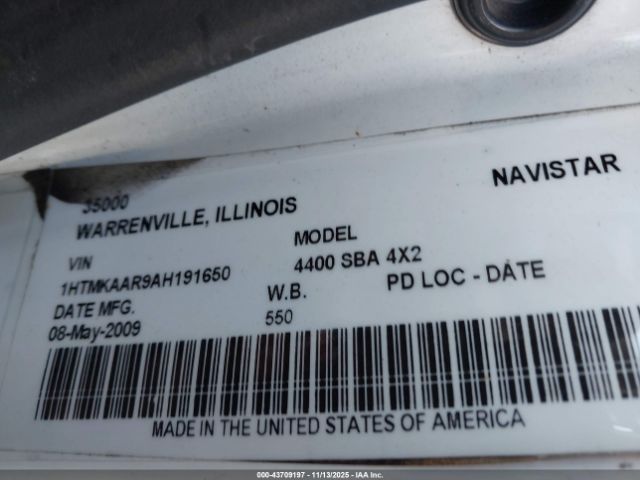 35000
NAVISTAR
WARRENVILLE, ILLINOIS
VIN
MODEL
1HTMKAAR9AH191650
4400 SBA 4X2
DATE MFG.
W.B.
PD LOC - DATE
08-May-2009
550
MADE IN THE UNITED STATES OF AMERICA
000-43709197 - 11/13/2025 - IAA Inc.